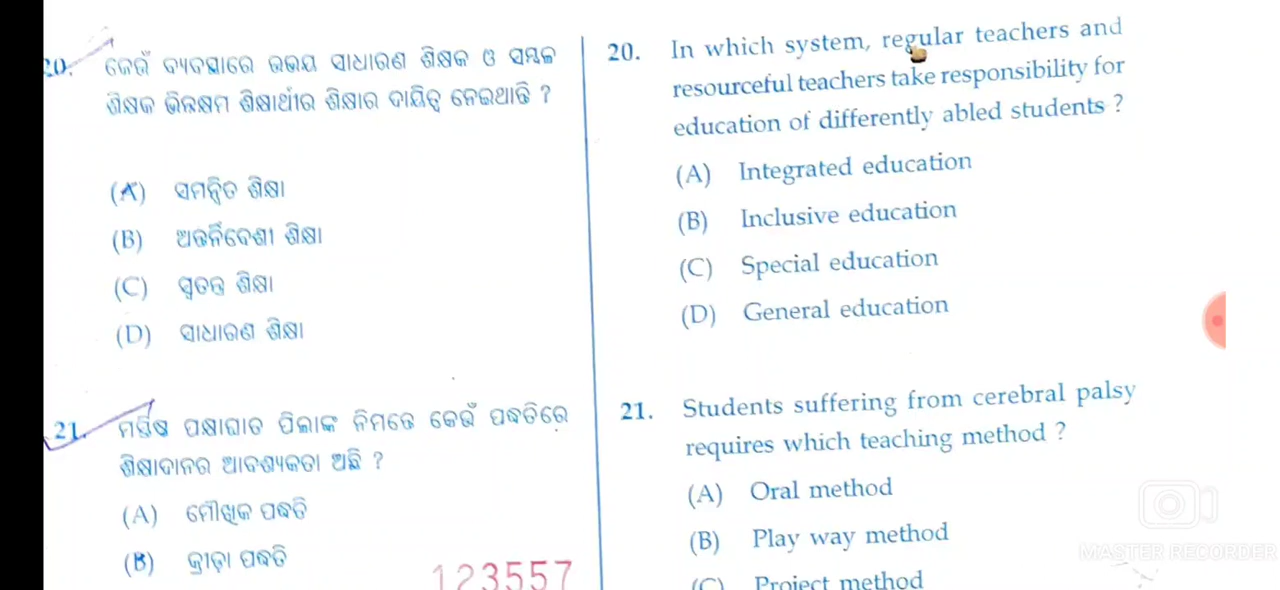 20. କେଉଁ ବ୍ୟବସ୍ଥାରେ ଉଭୟ ସାଧାରଣ ଶିକ୍ଷକ ଓ ସମ୍ବଳ
ଶିକ୍ଷକ ଭିନ୍ନକ୍ଷମ ଶିକ୍ଷାର୍ଥୀର ଶିକ୍ଷାର ଦାୟିତ୍ୱ ନେଇଥାନ୍ତି ?
(A) ସମନ୍ୱିତ ଶିକ୍ଷା
(B) ଅନ୍ତର୍ନିବେଶୀ ଶିକ୍ଷା
(C) ସ୍ୱତନ୍ତ୍ର ଶିକ୍ଷା
(D) ସାଧାରଣ ଶିକ୍ଷା
21. ମସ୍ତିଷ୍କ ପକ୍ଷାଘାତ ପିଲାଙ୍କ ନିମନ୍ତେ କେଉଁ ପଦ୍ଧତିରେ
ଶିକ୍ଷାଦାନର ଆବଶ୍ୟକତା ଅଛି ?
(A) ମୌଖିକ ପଦ୍ଧତି
(B) କ୍ରୀଡ଼ା ପଦ୍ଧତି
123557
20. In which system, regular teachers and
resourceful teachers take responsibility for
education of differently abled students ?
(A) Integrated education
(B) Inclusive education
(C) Special education
(D) General education
21. Students suffering from cerebral palsy
requires which teaching method ?
(A) Oral method
(B) Play way method
(C) Project method
MASTER RECORDER